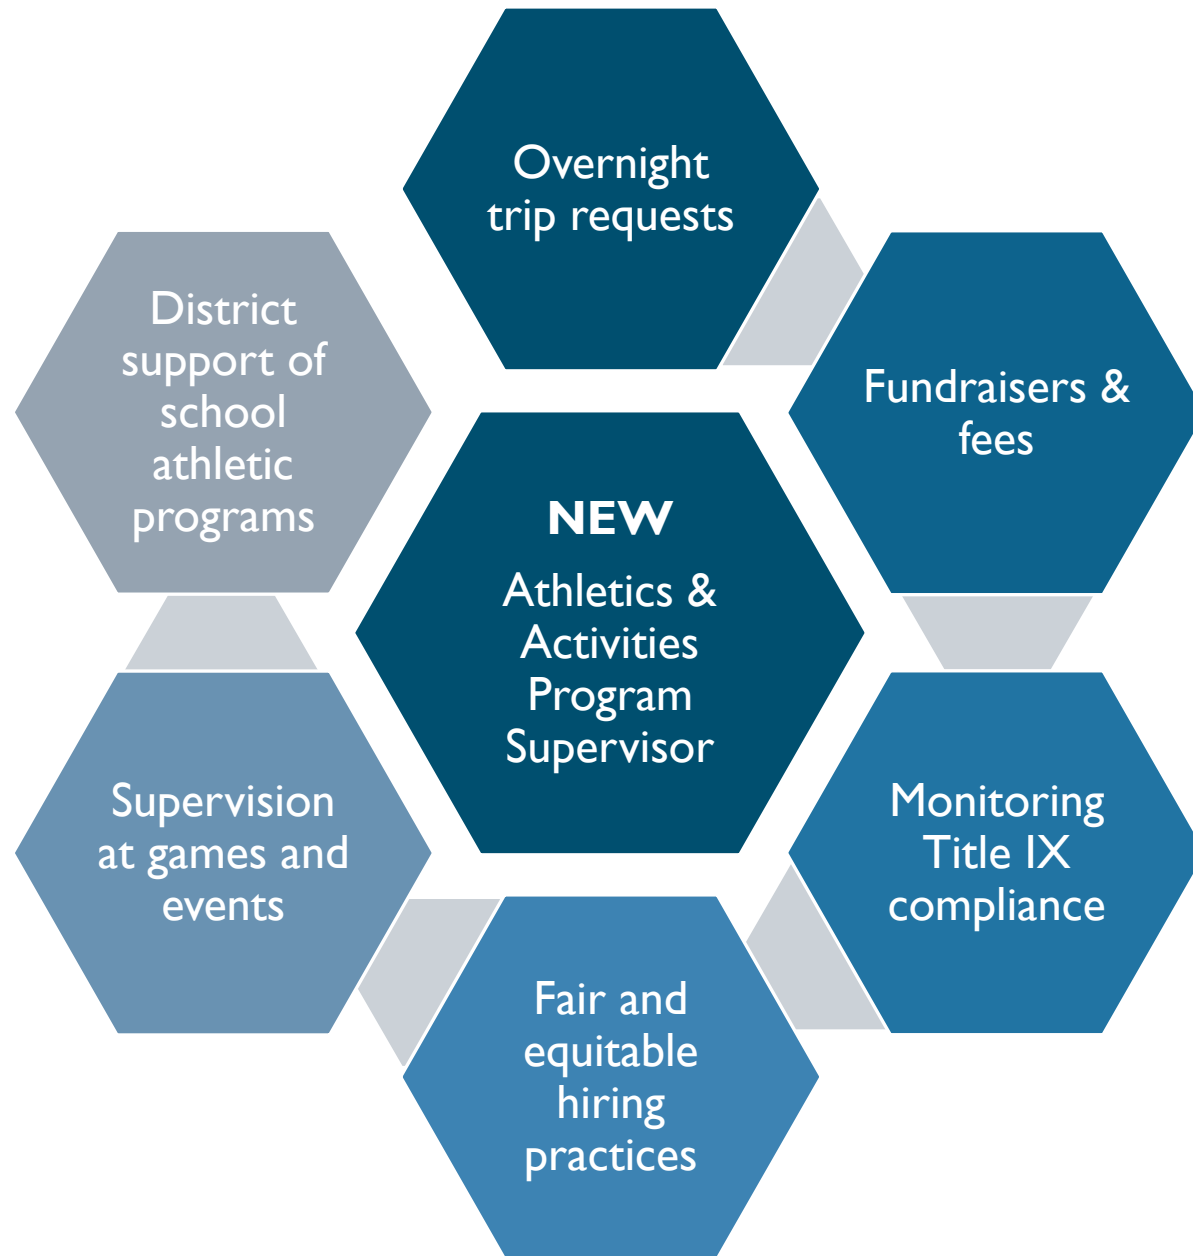 Overnight
trip requests
Fundraisers &
fees
Monitoring
Title IX
compliance
Fair and
equitable
hiring
practices
Supervision
at games and
events
District
support of
school
athletic
programs
NEW
Athletics &
Activities
Program
Supervisor